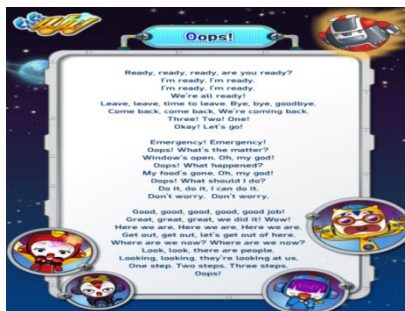 Oops!
Ready, ready, ready, are you ready?
I'm ready, I'm ready,
I'm ready, I'm ready.
We're all ready!
Leave, leave, time to leave. Bye, bye, goodbye.
Come back, come back, We're coming back.
Three! Two! One!
Okay! Let's go!
Emergency! Emergency!
Oops! What's the matter?
Window's open. Oh, my god!
Oops! What happened?
My food's gone. Oh, my god!
Oops! What should I do?
Do it, do it, I can do it.
Don't worry. Don't worry.
Good, good, good, good, good job!
Great, great, great, we did it! Wow!
Here we are, Here we are, Here we are.
Get out, get out, let's get out of here.
Where are we now? Where are we now?
Look, look, there are people.
Looking, looking, they're looking at us.
One step, Two steps, Three steps.
Oops!